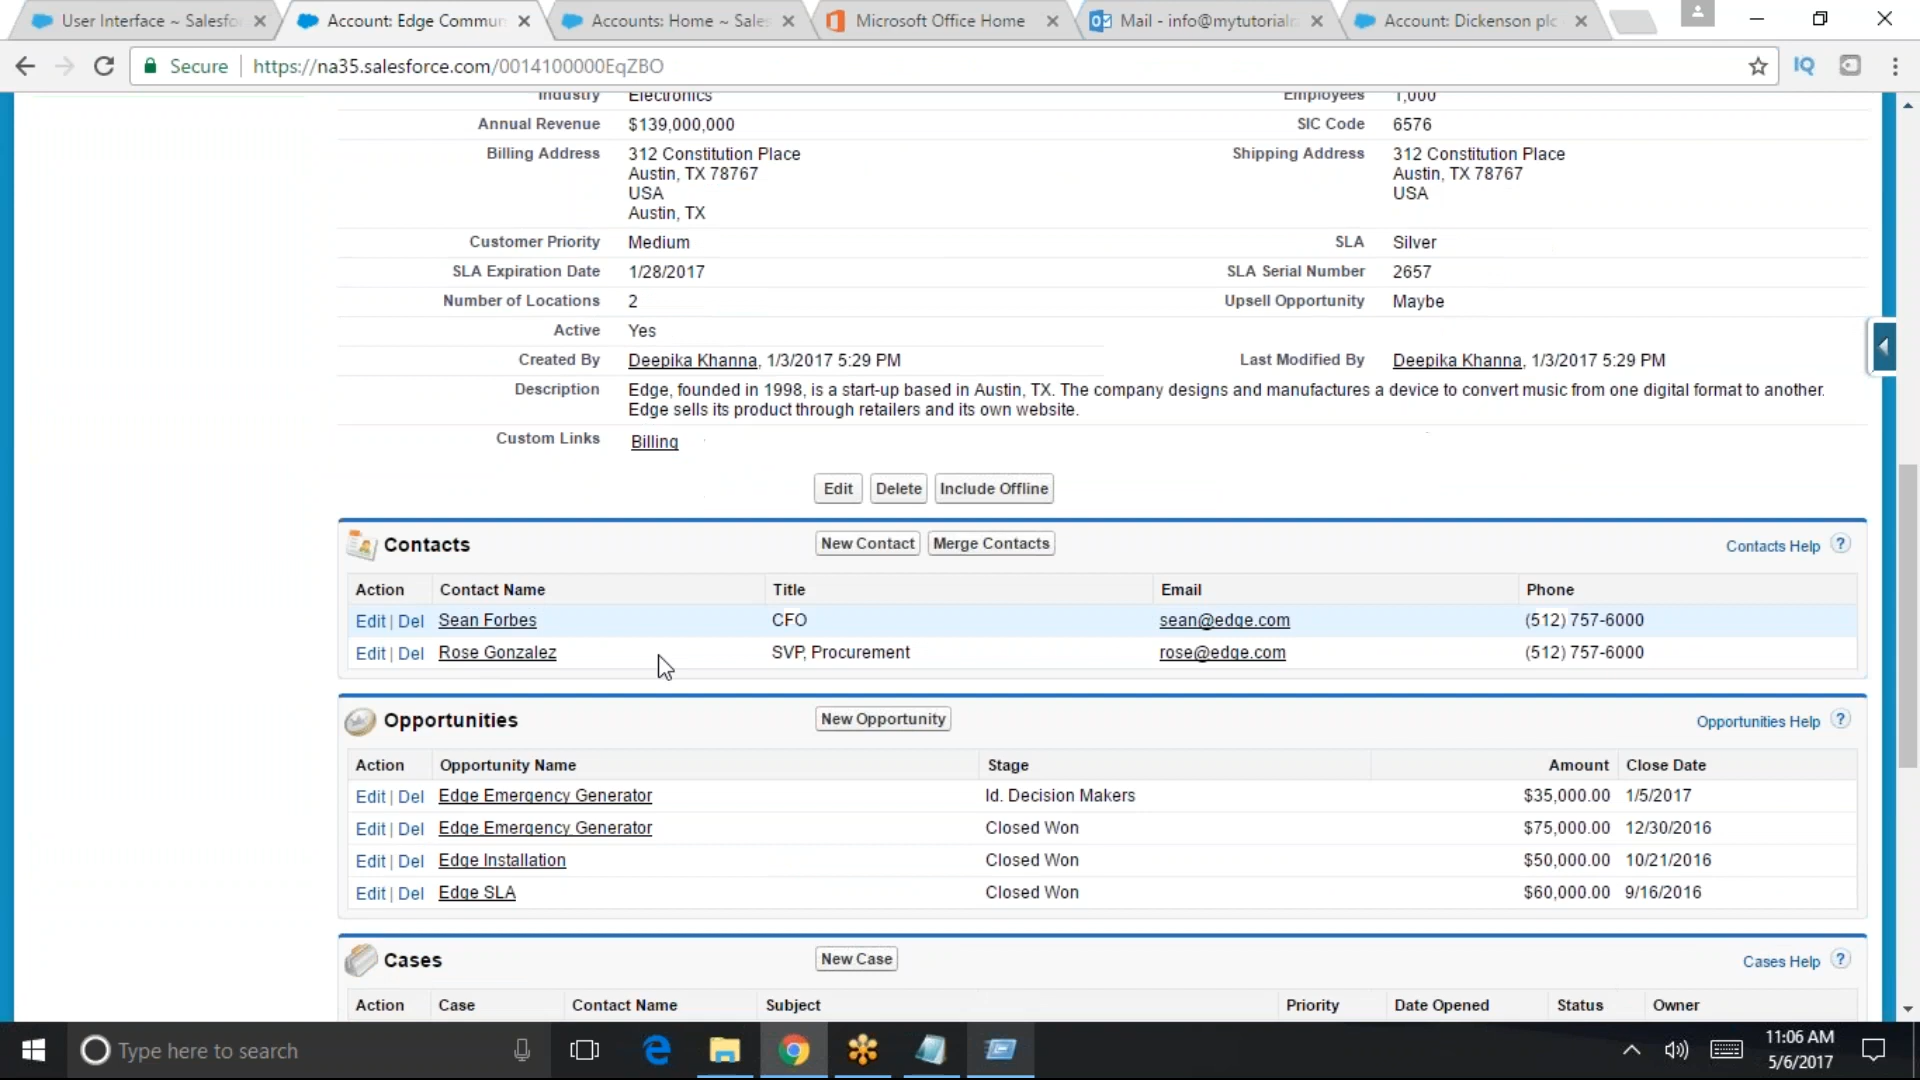 User Interface ~ Salesfo
Account: Edge Commun
Accounts: Home ~ Sales
Microsoft Office Home
Mail - info@mytutorialr
Account: Dickenson plc
Secure
https://na35.salesforce.com/0014100000EqZBO
IQ
Industry Electronics Employees 1,000
Annual Revenue $139,000,000 SIC Code 6576
Billing Address 312 Constitution Place Shipping Address 312 Constitution Place
Austin, TX 78767 Austin, TX 78767
USA USA
Austin, TX
Customer Priority Medium SLA Silver
SLA Expiration Date 1/28/2017 SLA Serial Number 2657
Number of Locations 2 Upsell Opportunity Maybe
Active Yes
Created By Deepika Khanna, 1/3/2017 5:29 PM Last Modified By Deepika Khanna, 1/3/2017 5:29 PM
Description Edge, founded in 1998, is a start-up based in Austin, TX. The company designs and manufactures a device to convert music from one digital format to another.
Edge sells its product through retailers and its own website.
Custom Links Billing
Edit Delete Include Offline
Contacts New Contact Merge Contacts Contacts Help ?
Action Contact Name Title Email Phone
Edit | Del Sean Forbes CFO sean@edge.com (512) 757-6000
Edit | Del Rose Gonzalez SVP, Procurement rose@edge.com (512) 757-6000
Opportunities New Opportunity Opportunities Help ?
Action Opportunity Name Stage Amount Close Date
Edit | Del Edge Emergency Generator Id. Decision Makers $35,000.00 1/5/2017
Edit | Del Edge Emergency Generator Closed Won $75,000.00 12/30/2016
Edit | Del Edge Installation Closed Won $50,000.00 10/21/2016
Edit | Del Edge SLA Closed Won $60,000.00 9/16/2016
Cases New Case Cases Help ?
Action Case Contact Name Subject Priority Date Opened Status Owner
Type here to search
11:06 AM
5/6/2017